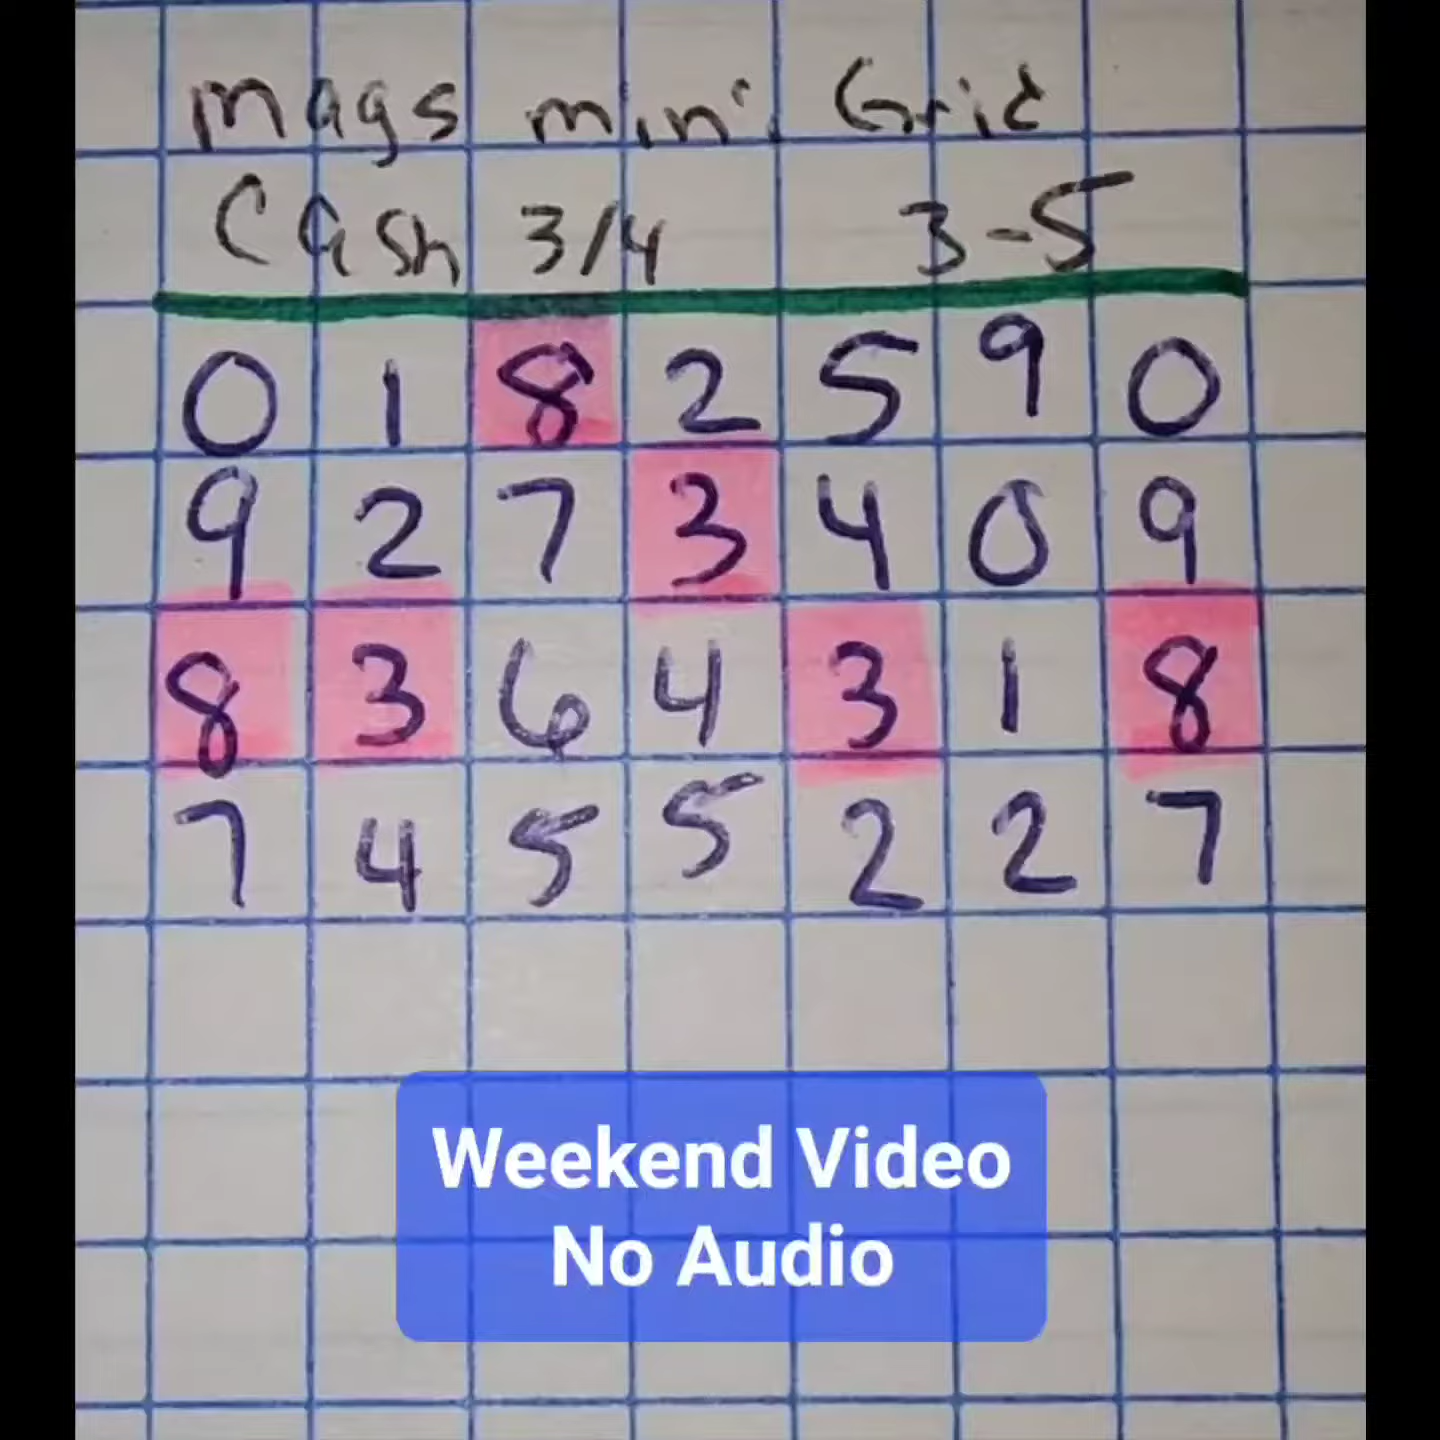 Mags mini Grid
Cash 3/4 3-5
0 1 8 2 5 9 0
9 2 7 3 4 0 9
8 3 6 4 3 1 8
7 4 5 5 2 2 7
Weekend Video
No Audio